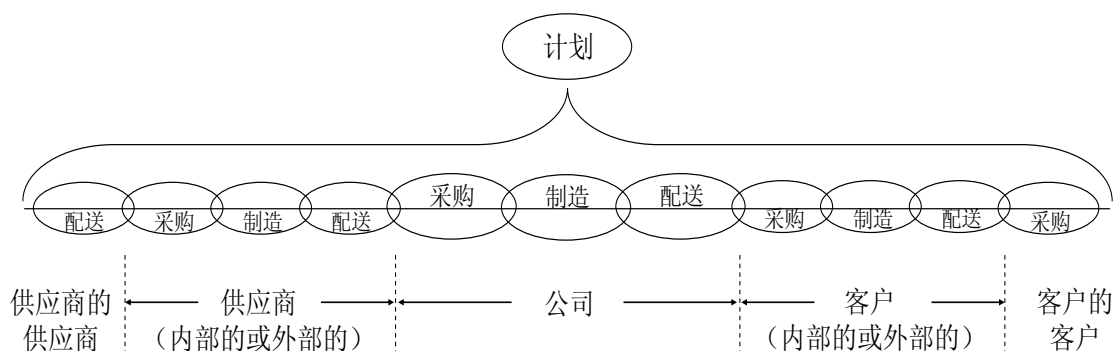 计划
配送 采购 制造 配送 采购 制造 配送 采购 制造 配送 采购
供应商的 供应商 公司 客户 客户的
供应商 （内部的或外部的） （内部的或外部的） 客户